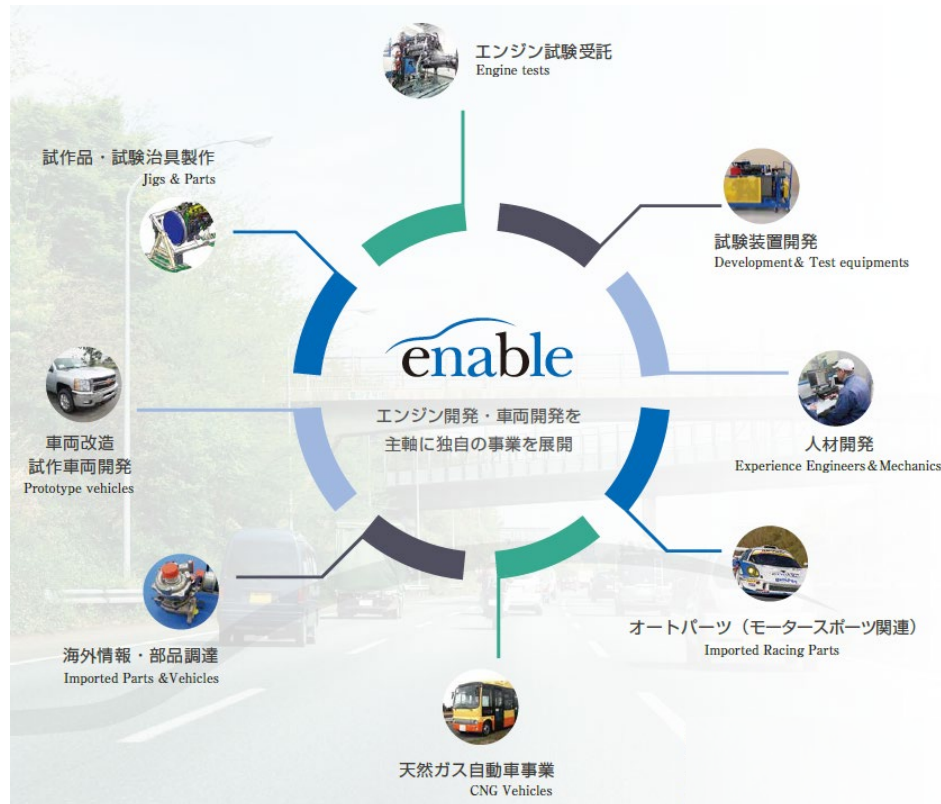 エンジン試験受託
Engine tests
試作品・試験治具製作
Jigs & Parts
試験装置開発
Development & Test equipments
enable
エンジン開発・車両開発を
主軸に独自の事業を展開
車両改造
試作車両開発
Prototype vehicles
人材開発
Experience Engineers & Mechanics
海外情報・部品調達
Imported Parts & Vehicles
オートパーツ(モータースポーツ関連)
Imported Racing Parts
天然ガス自動車事業
CNG Vehicles